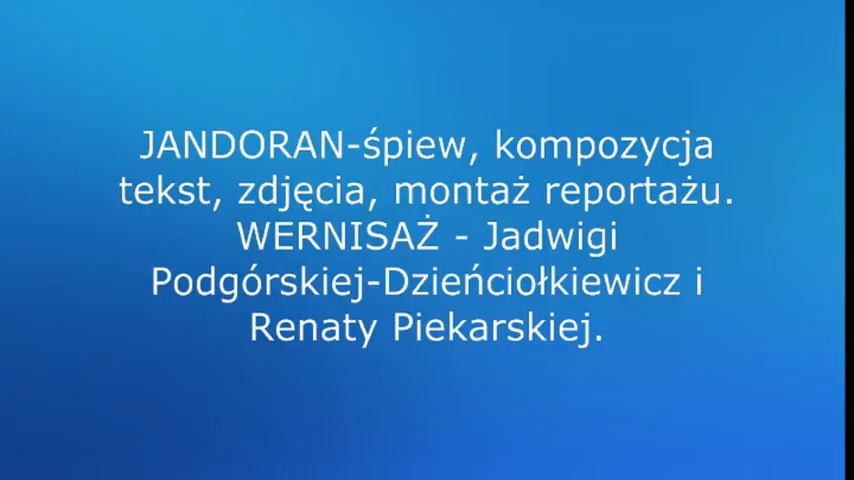 JANDORAN-śpiew, kompozycja
tekst, zdjęcia, montaż reportażu.
WERNISAŻ - Jadwigi
Podgórskiej-Dzieńciołkiewicz i
Renaty Piekarskiej.